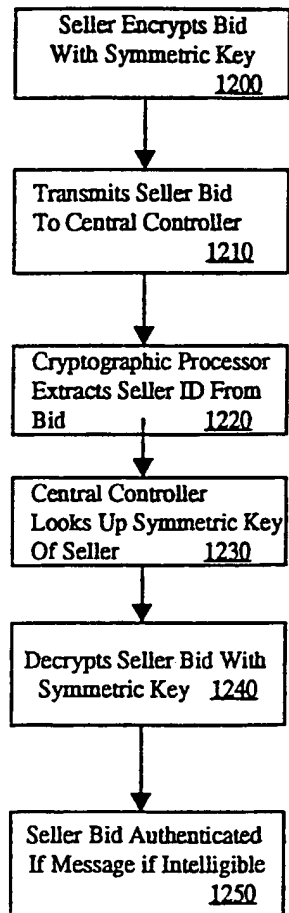 Seller Encrypts Bid
With Symmetric Key
1200
Transmits Seller Bid
To Central Controller
1210
Cryptographic Processor
Extracts Seller ID From
Bid 1220
Central Controller
Looks Up Symmetric Key
Of Seller 1230
Decrypts Seller Bid With
Symmetric Key 1240
Seller Bid Authenticated
If Message if Intelligible
1250